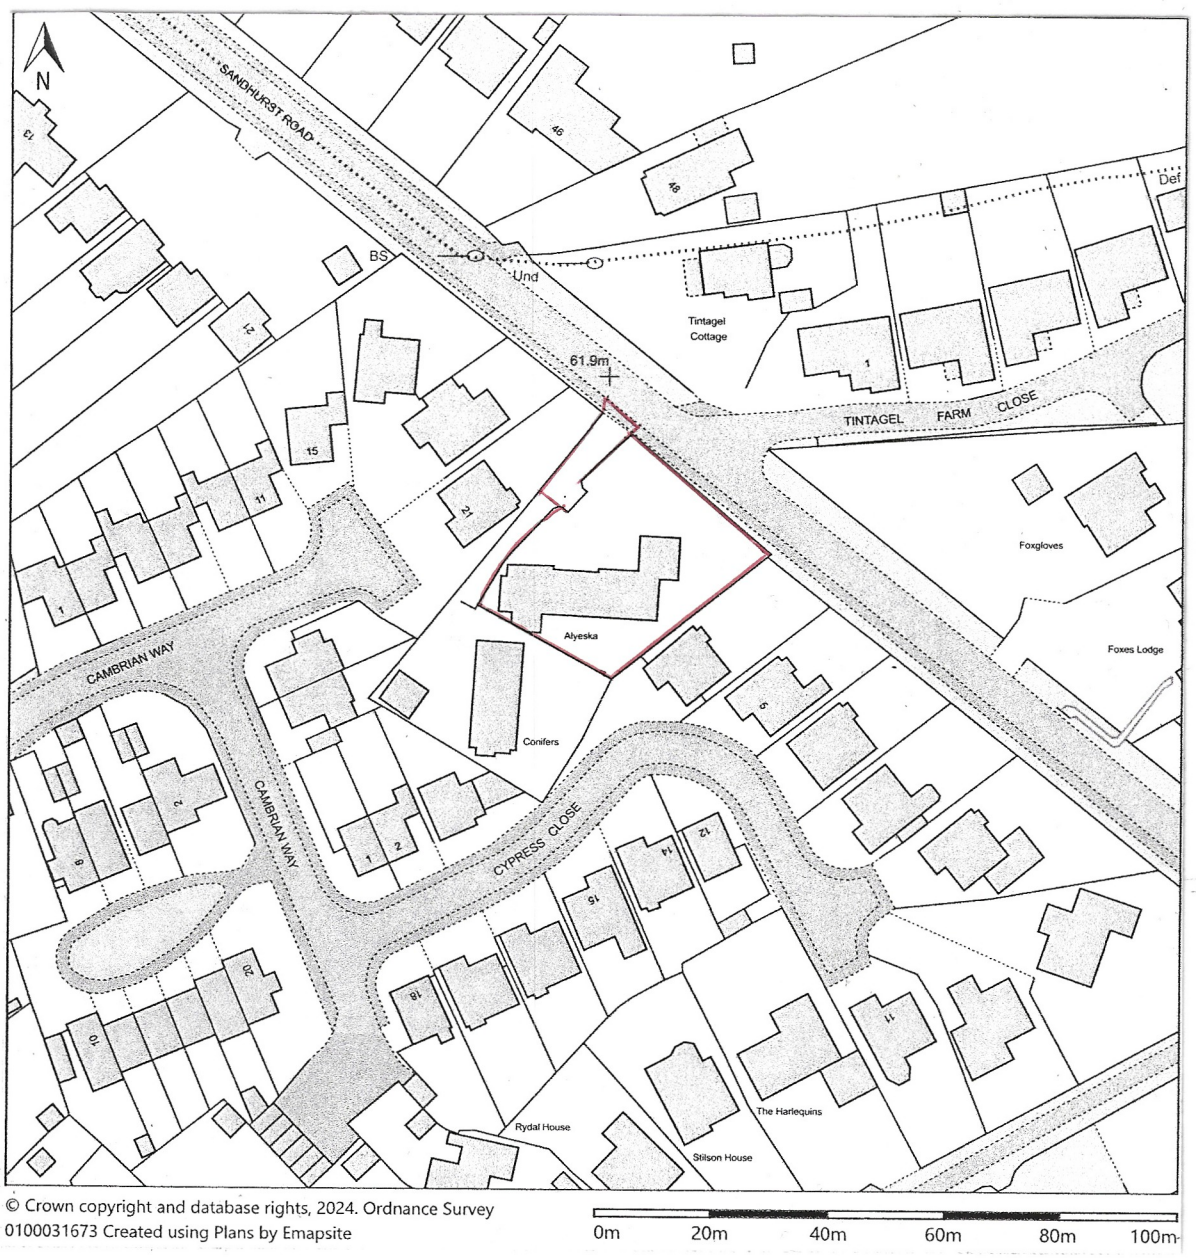 N
SANDHURST ROAD
13
46
48
Def
BS
Und
21
Tintagel
Cottage
61.9m
1
TINTAGEL FARM CLOSE
15
11
21
Foxgloves
1
Alyeska
CAMBRIAN WAY
Foxes Lodge
5
Conifers
2
CAMBRIAN WAY
CYPRESS CLOSE
8
1
2
14
12
15
20
18
11
10
The Harlequins
Rydal House
Stilson House
© Crown copyright and database rights, 2024. Ordnance Survey
0100031673 Created using Plans by Emapsite
0m 20m 40m 60m 80m 100m